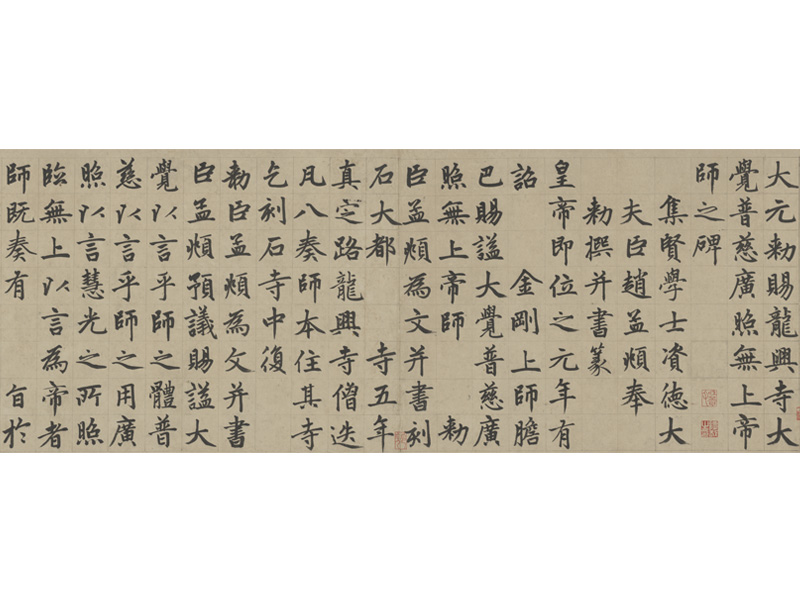 大元勑賜龍興寺大
覺普慈廣照無上帝
師之碑
集賢學士資德大
夫臣趙孟頫奉
勑撰并書篆
皇帝即位之元年有
詔 金剛上師膽
巴賜謚大覺普慈廣
照無上帝師 勑
臣孟頫為文并書刻
石大都 寺五年
真定路龍興寺僧迭
凡八奏師本住其寺
乞刻石寺中復
勑臣孟頫為文并書
臣孟頫預議賜謚大
覺以言乎師之體普
慈以言乎師之用廣
照以言慧光之所照
臨無上以言為帝者
師既奏有 旨於